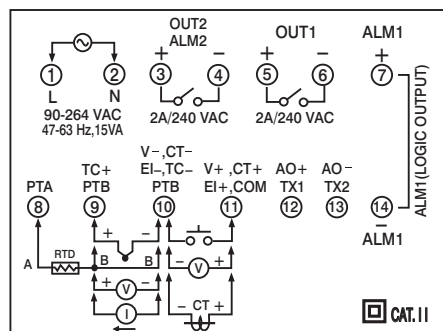 OUT2
ALM2
OUT1
ALM1
+ − + − +
1 2 3 4 5 6 7
L N
90-264 VAC
47-63 Hz,15VA
2A/240 VAC
2A/240 VAC
ALM1(LOGIC OUTPUT)
V−,CT−
TC+ EI−,TC− V+,CT+ AO+ AO−
PTA PTB PTB EI+,COM TX1 TX2
8 9 10 11 12 13 14
−
ALM1
+ −
RTD
A B B
+ V − − V +
+ I − − CT +
CAT.II